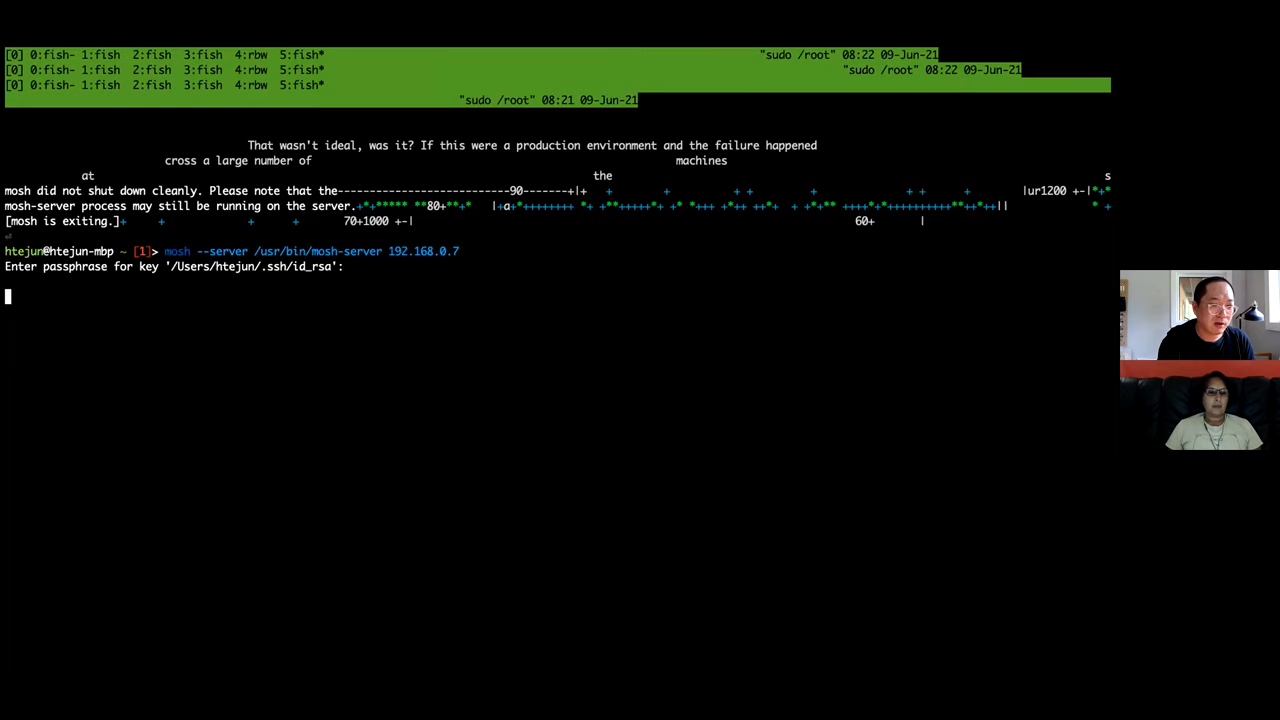 [0] 0:fish- 1:fish 2:fish 3:fish 4:rbw 5:fish* "sudo /root" 08:22 09-Jun-21
[0] 0:fish- 1:fish 2:fish 3:fish 4:rbw 5:fish* "sudo /root" 08:22 09-Jun-21
[0] 0:fish- 1:fish 2:fish 3:fish 4:rbw 5:fish*
"sudo /root" 08:21 09-Jun-21
That wasn't ideal, was it? If this were a production environment and the failure happened
cross a large number of machines
at the s
mosh did not shut down cleanly. Please note that the-----------------------------90-------+|+ + + + + + + + + |ur1200 +-|*+*
mosh-server process may still be running on the server.+*+***** **80+**+* |+a+*++++++++ *+ ++*+++++*+ +* *+++ +++ ++*+ + +*++** ++++*+*++++++++++**+*++|| * +
[mosh is exiting.]+ + + + 70+1000 +-| 60+ |
htejun@htejun-mbp ~ [1]> mosh --server /usr/bin/mosh-server 192.168.0.7
Enter passphrase for key '/Users/htejun/.ssh/id_rsa':